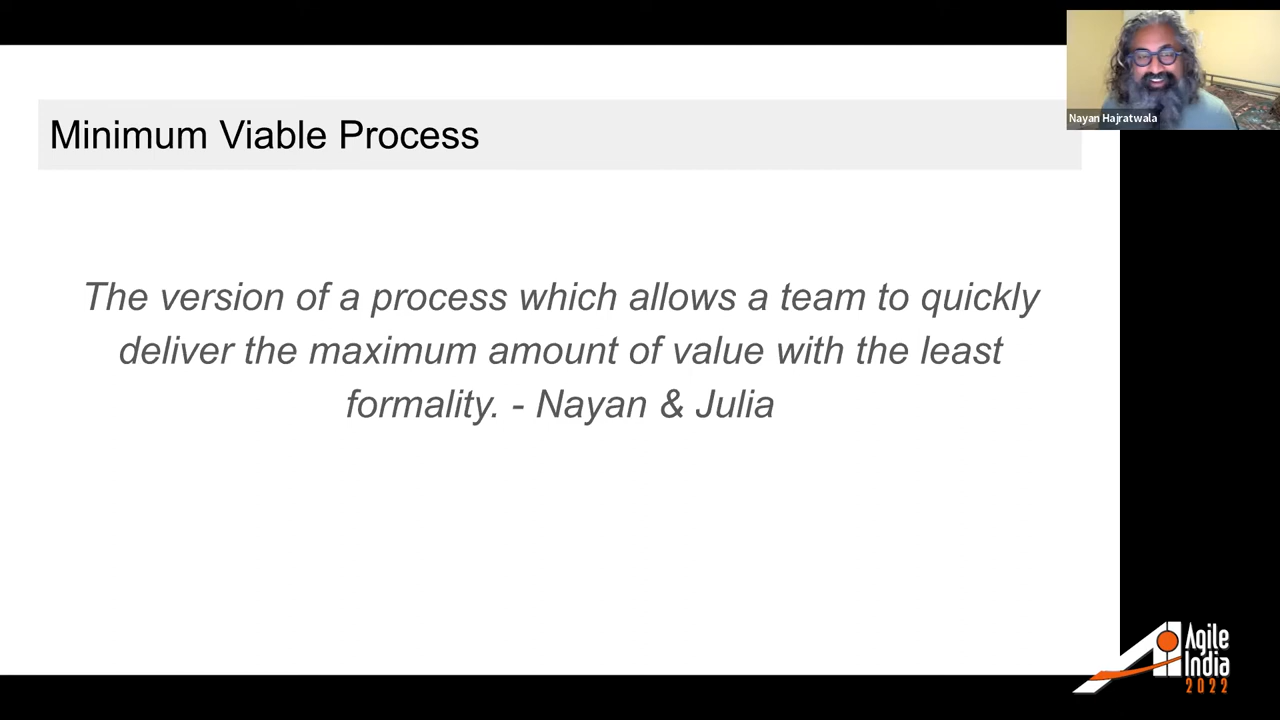 Minimum Viable Process
Nayan Hajratwala
The version of a process which allows a team to quickly
deliver the maximum amount of value with the least
formality. - Nayan & Julia
Agile
India
2022